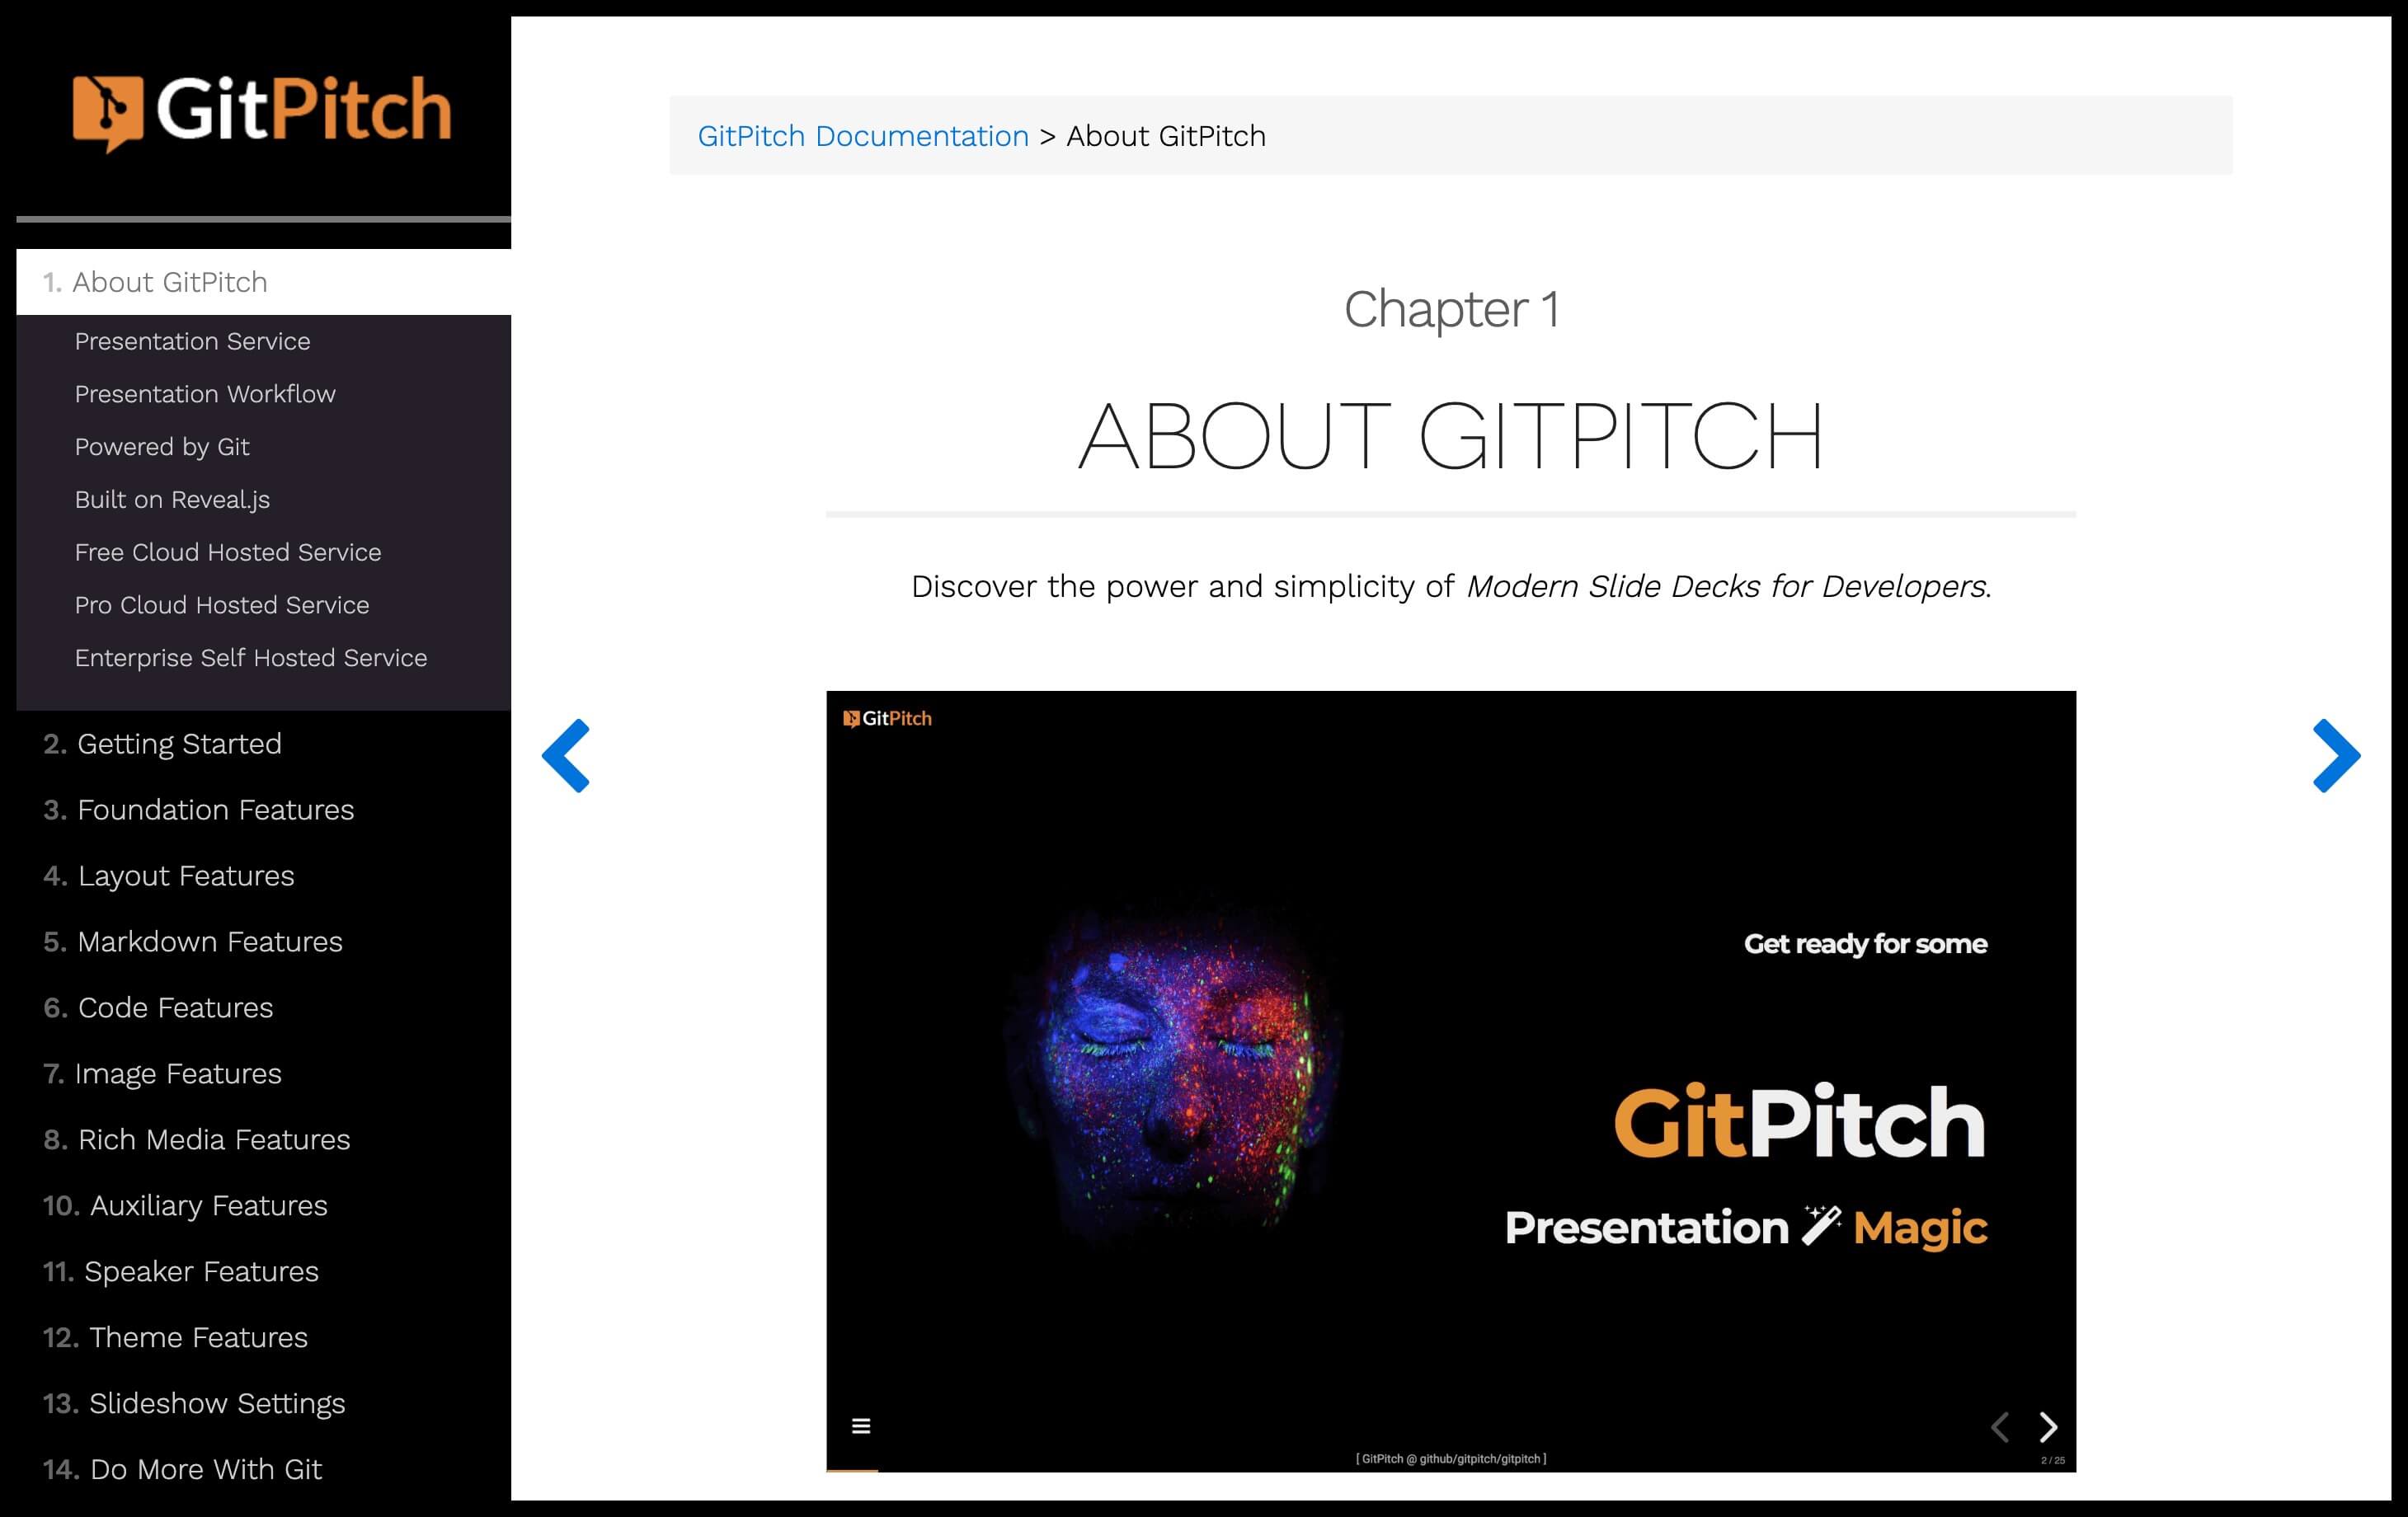 GitPitch
1. About GitPitch
Presentation Service
Presentation Workflow
Powered by Git
Built on Reveal.js
Free Cloud Hosted Service
Pro Cloud Hosted Service
Enterprise Self Hosted Service
2. Getting Started
3. Foundation Features
4. Layout Features
5. Markdown Features
6. Code Features
7. Image Features
8. Rich Media Features
10. Auxiliary Features
11. Speaker Features
12. Theme Features
13. Slideshow Settings
14. Do More With Git
GitPitch Documentation > About GitPitch
Chapter 1
ABOUT GITPITCH
Discover the power and simplicity of Modern Slide Decks for Developers.
GitPitch
Get ready for some
GitPitch
Presentation Magic
[ GitPitch @ github/gitpitch/gitpitch ]
2 / 25